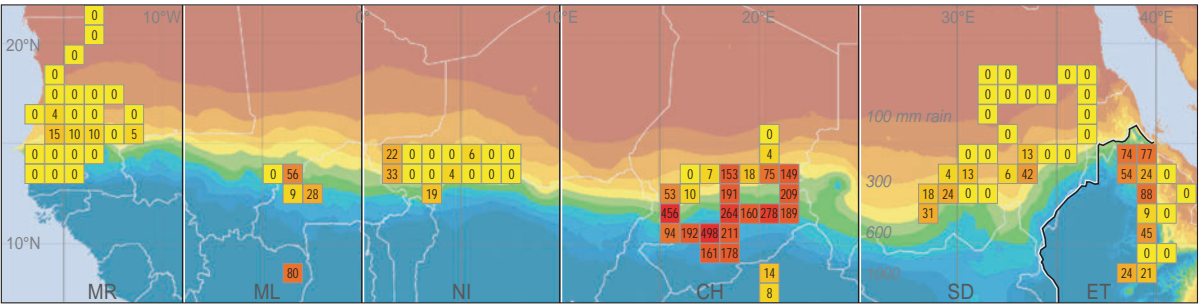 0 10°W 0° 10°E 20°E 30°E 40°E
0
20°N
0
0 0 0 0 0
0 0 0 0 0 0 0 0 0
0 4 0 0 0 100 mm rain 0 0
15 10 10 0 5 0 0 0
0 0 0 0 22 0 0 0 6 0 0 4 0 0 13 0 0 74 77
0 0 0 0 56 33 0 0 4 0 0 0 0 7 153 18 75 149 300 4 13 6 42 54 24 0
9 28 19 53 10 191 209 18 24 0 0 88 0
456 264 160 278 189 31 9 0
10°N 94 192 498 211 600 45
161 178 0 0
80 14 1000 24 21
MR ML NI CH 8 SD ET